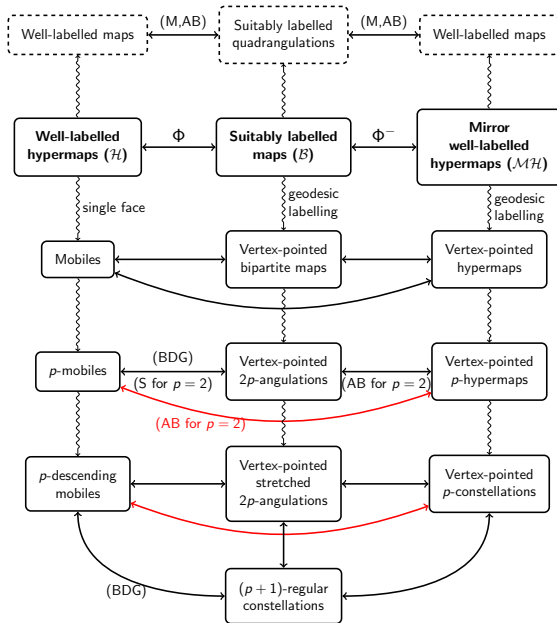 (M,AB)
(M,AB)
Well-labelled maps
Suitably labelled
quadrangulations
Well-labelled maps
Well-labelled
hypermaps (ℋ)
Φ
Suitably labelled
maps (ℬ)
Φ⁻
Mirror
well-labelled
hypermaps (ℳℋ)
single face
geodesic
labelling
geodesic
labelling
Mobiles
Vertex-pointed
bipartite maps
Vertex-pointed
hypermaps
p-mobiles
(BDG)
(S for p = 2)
Vertex-pointed
2p-angulations
(AB for p = 2)
Vertex-pointed
p-hypermaps
(AB for p = 2)
p-descending
mobiles
Vertex-pointed
stretched
2p-angulations
Vertex-pointed
p-constellations
(BDG)
(p + 1)-regular
constellations